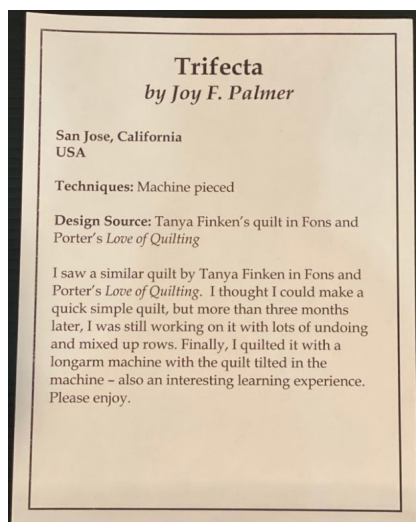 Trifecta
by Joy F. Palmer
San Jose, California
USA
Techniques: Machine pieced
Design Source: Tanya Finken's quilt in Fons and
Porter's Love of Quilting
I saw a similar quilt by Tanya Finken in Fons and
Porter's Love of Quilting.  I thought I could make a
quick simple quilt, but more than three months
later, I was still working on it with lots of undoing
and mixed up rows. Finally, I quilted it with a
longarm machine with the quilt tilted in the
machine – also an interesting learning experience.
Please enjoy.